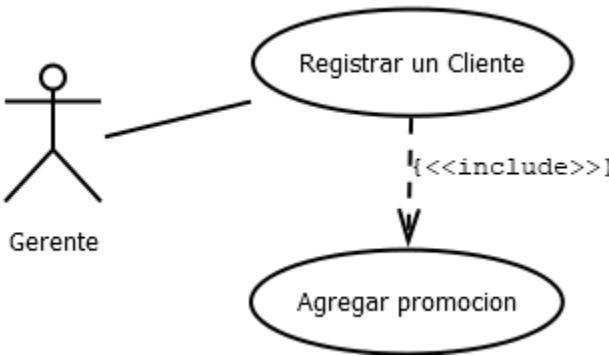 Registrar un Cliente
{<<include>>}
Gerente
Agregar promocion